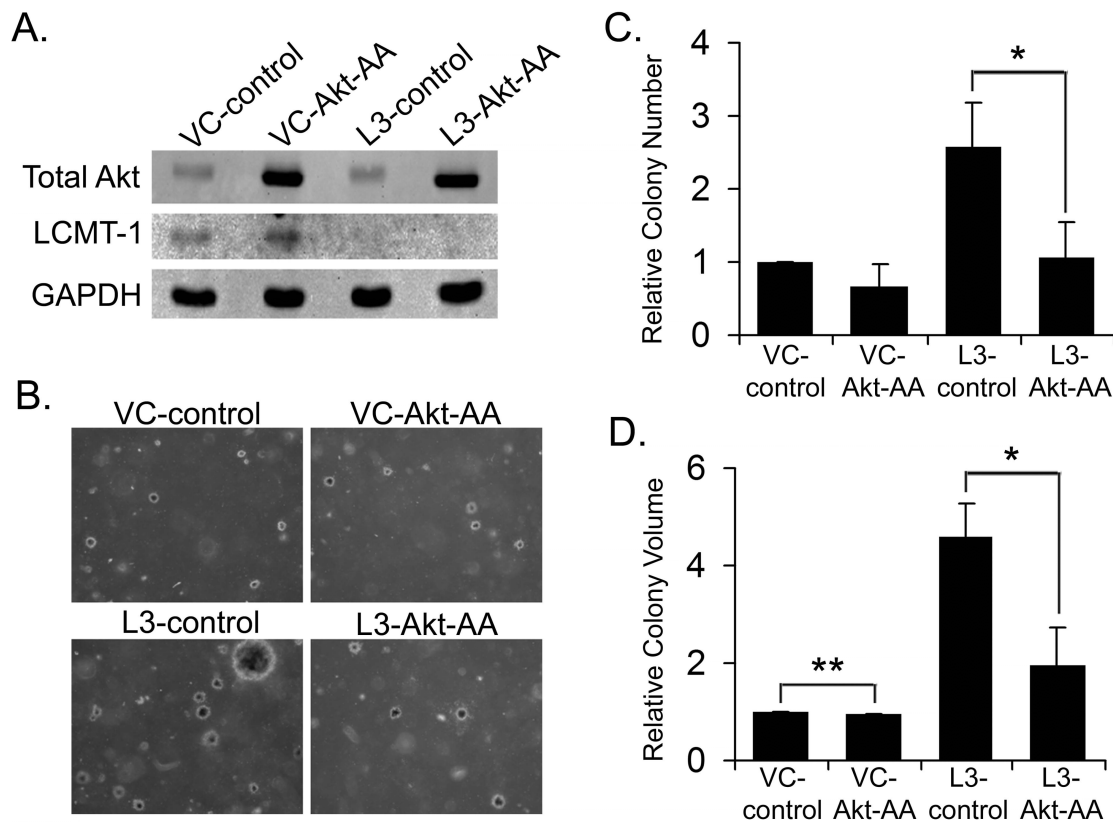 A.
VC-control
VC-Akt-AA
L3-control
L3-Akt-AA
Total Akt
LCMT-1
GAPDH
B.
VC-control
VC-Akt-AA
L3-control
L3-Akt-AA
C.
Relative Colony Number
4
3
2
1
0
*
VC-
control
VC-
Akt-AA
L3-
control
L3-
Akt-AA
D.
Relative Colony Volume
6
4
2
0
**
*
VC-
control
VC-
Akt-AA
L3-
control
L3-
Akt-AA